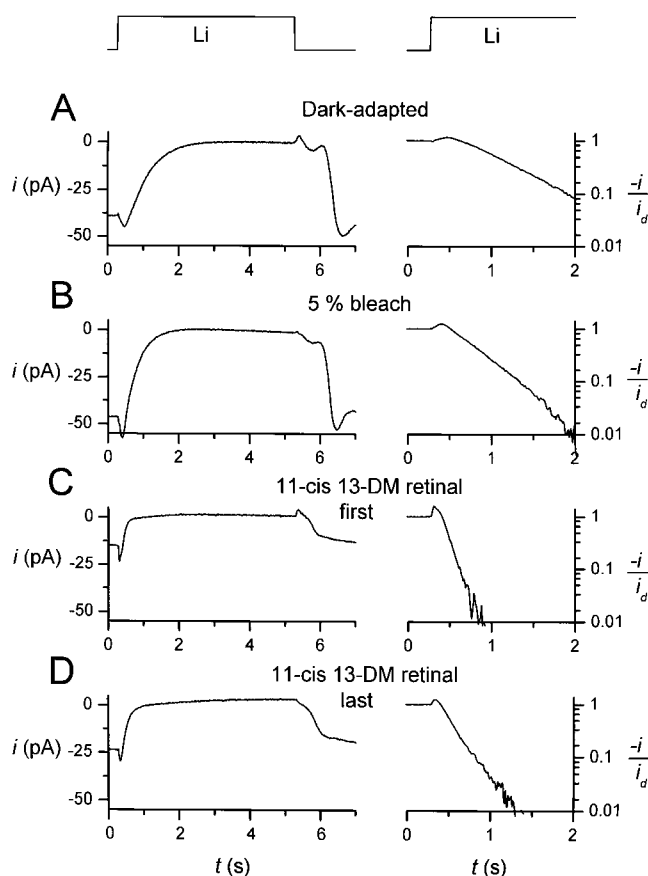 Li
Li
A
Dark-adapted
i (pA)
0
-25
-50
0
2
4
6
1
0.1
0.01
0
1
2
-i
i_d
B
5 % bleach
i (pA)
0
-25
-50
0
2
4
6
1
0.1
0.01
0
1
2
-i
i_d
C
11-cis 13-DM retinal
first
i (pA)
0
-25
-50
0
2
4
6
1
0.1
0.01
0
1
2
-i
i_d
D
11-cis 13-DM retinal
last
i (pA)
0
-25
-50
0
2
4
6
1
0.1
0.01
0
1
2
-i
i_d
t (s)
t (s)